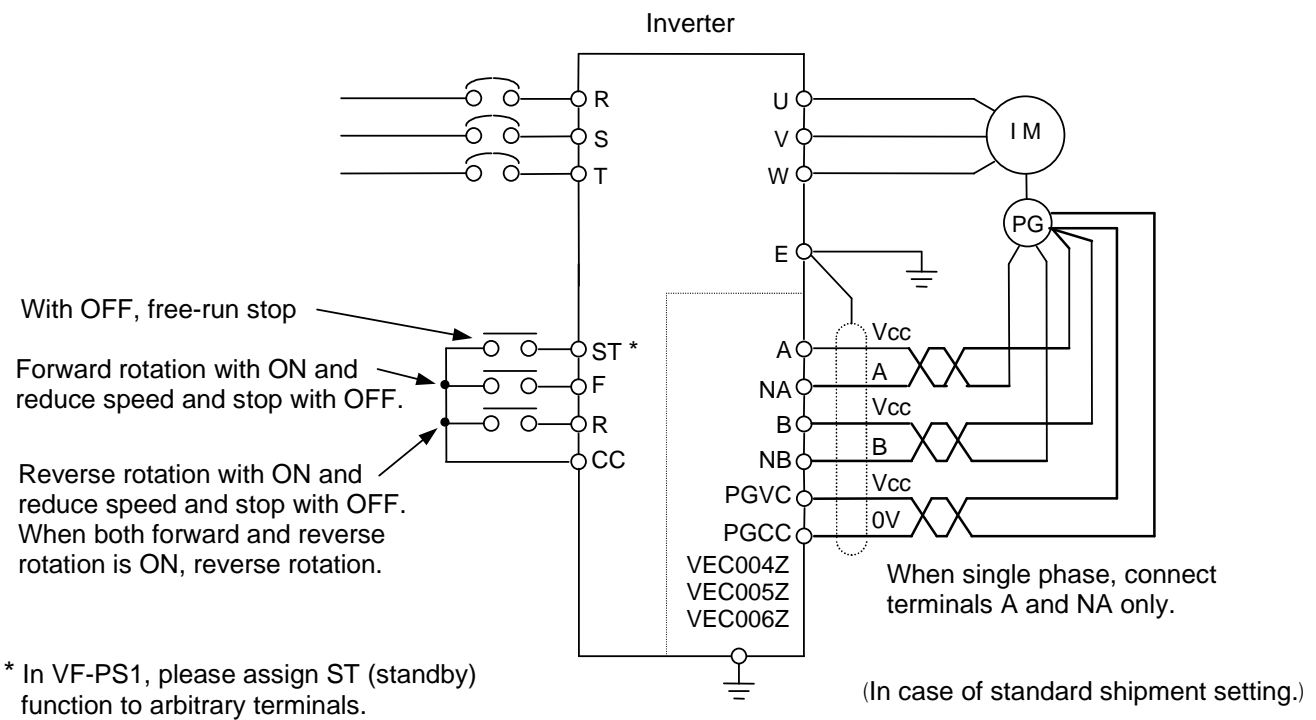 Inverter
R
S
T
U
V
W
I M
PG
E
With OFF, free-run stop
Forward rotation with ON and
reduce speed and stop with OFF.
Reverse rotation with ON and
reduce speed and stop with OFF.
When both forward and reverse
rotation is ON, reverse rotation.
ST *
F
R
CC
A
NA
B
NB
PGVC
PGCC
Vcc
A
Vcc
B
Vcc
0V
VEC004Z
VEC005Z
VEC006Z
When single phase, connect
terminals A and NA only.
* In VF-PS1, please assign ST (standby)
function to arbitrary terminals.
(In case of standard shipment setting.)